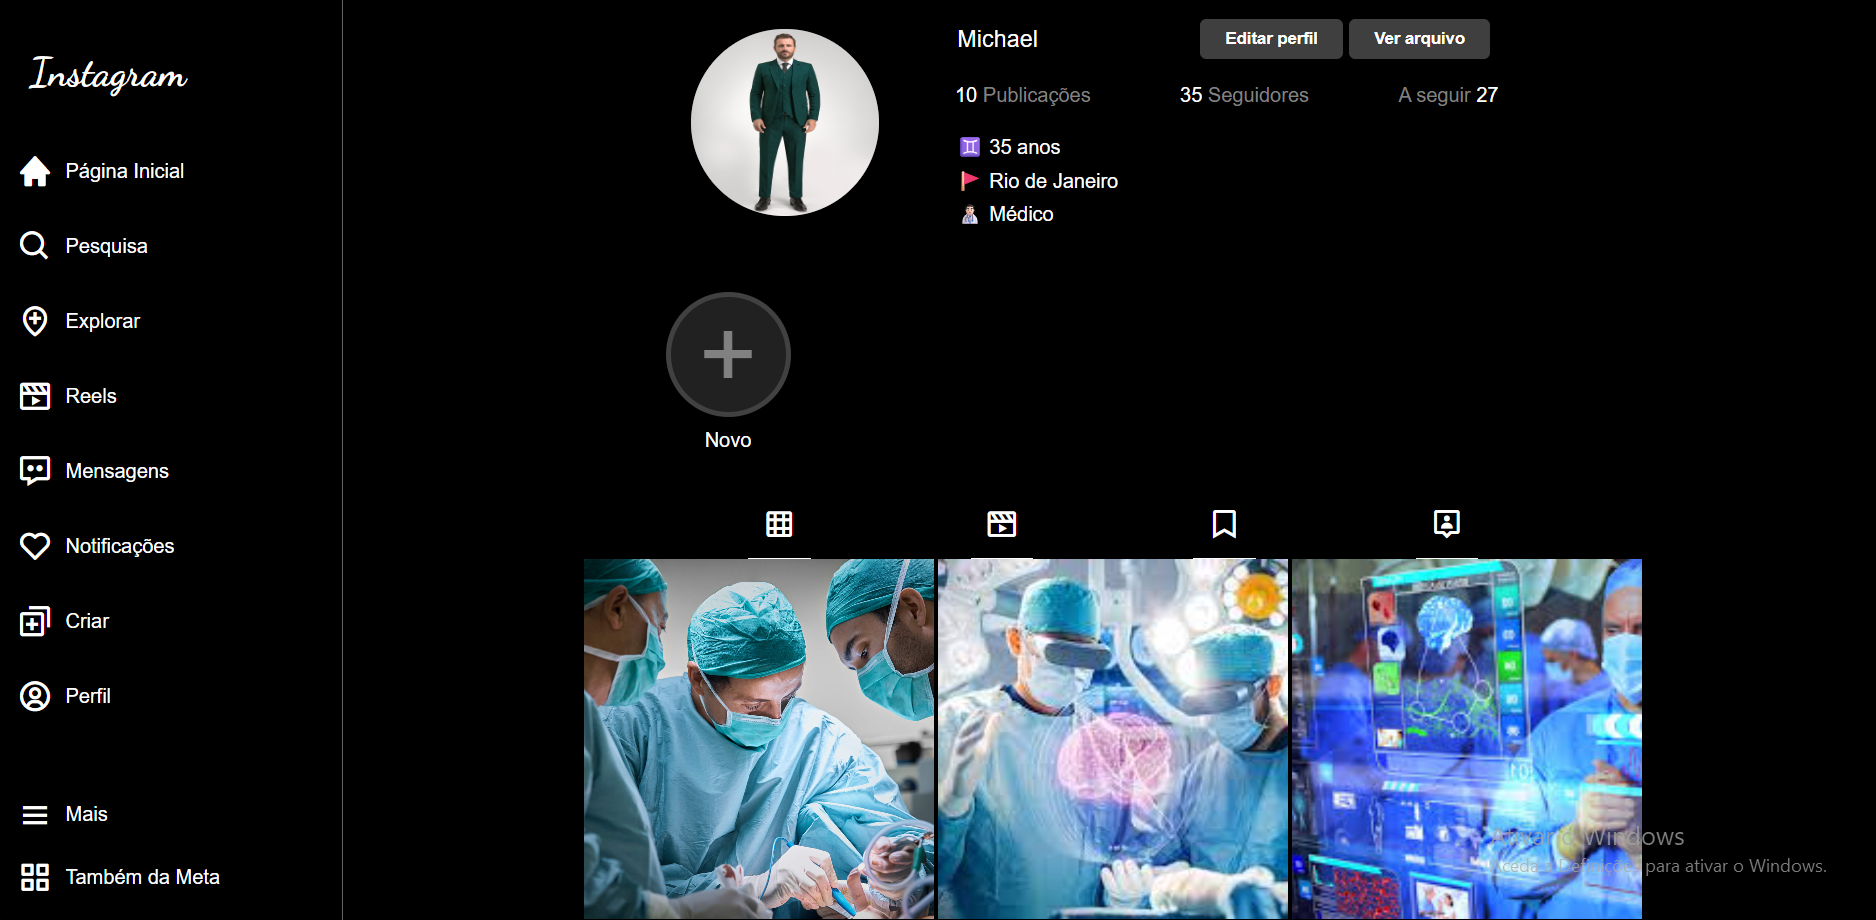 Instagram
Página Inicial
Pesquisa
Explorar
Reels
Mensagens
Notificações
Criar
Perfil
Mais
Também da Meta
Michael
Editar perfil
Ver arquivo
10 Publicações
35 Seguidores
A seguir 27
35 anos
Rio de Janeiro
Médico
Novo
Ativar o Windows
Aceda a Definições para ativar o Windows.